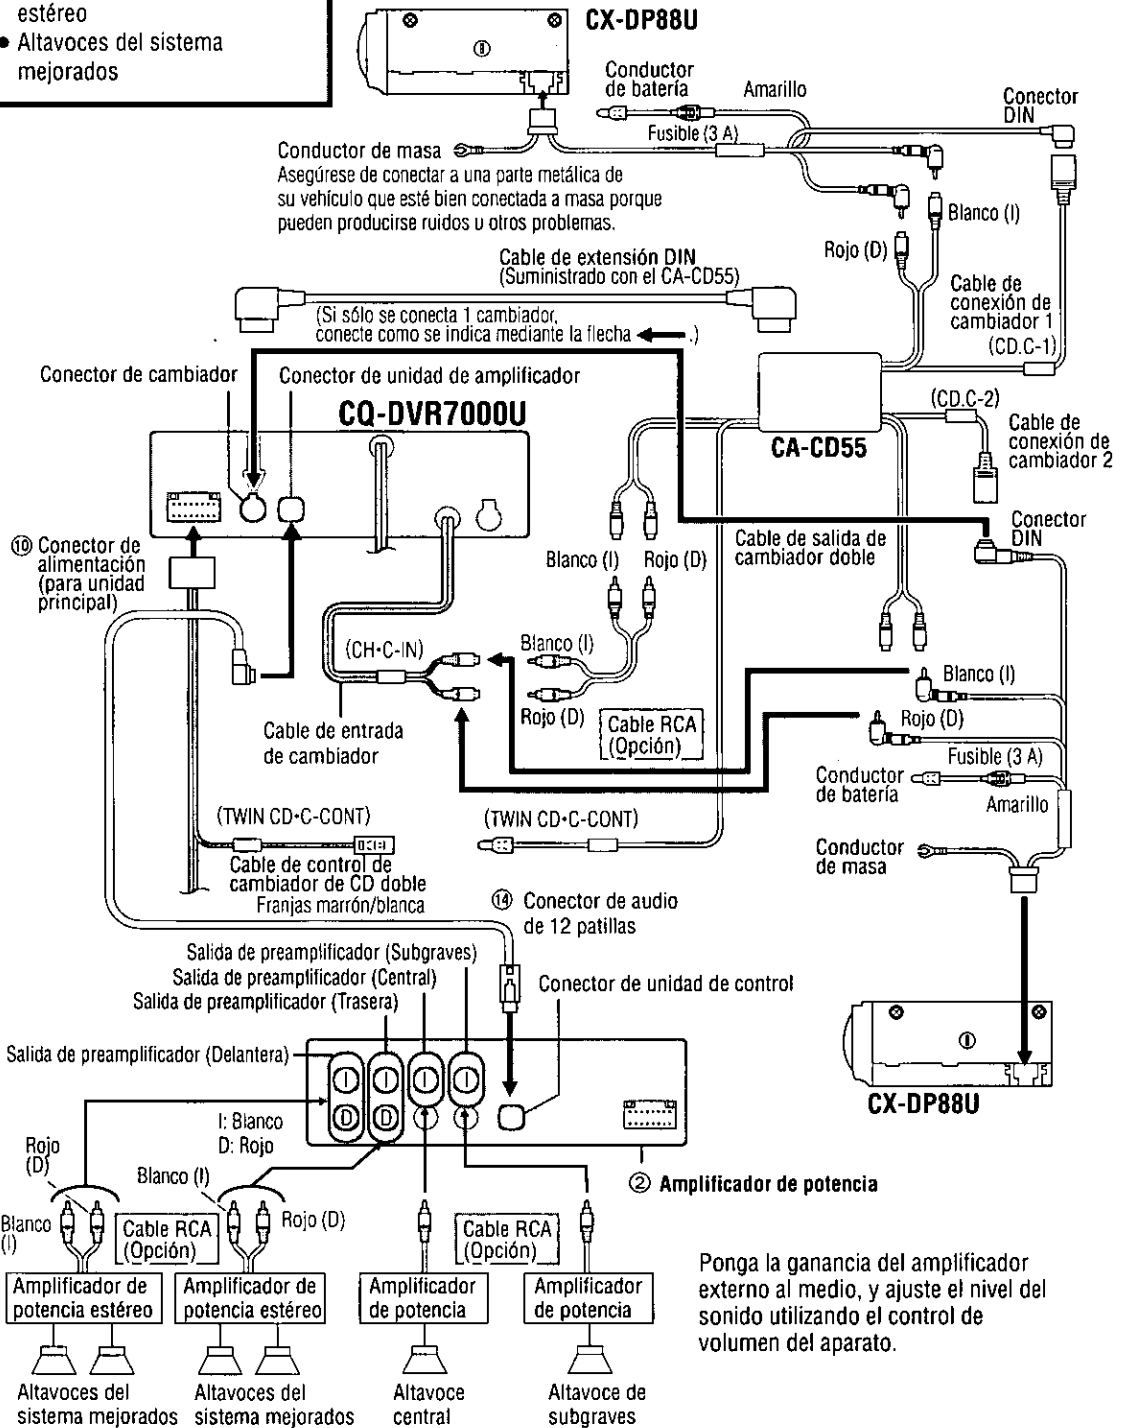 estéreo
● Altavoces del sistema
mejorados
CX-DP88U
Conductor
de batería
Amarillo
Conector
DIN
Fusible (3 A)
Conductor de masa
Asegúrese de conectar a una parte metálica de
su vehículo que esté bien conectada a masa porque
pueden producirse ruidos u otros problemas.
Blanco (I)
Rojo (D)
Cable de extensión DIN
(Suministrado con el CA-CD55)
Cable de
conexión de
cambiador 1
(CD.C-1)
(Si sólo se conecta 1 cambiador,
conecte como se indica mediante la flecha ⬅ .)
Conector de cambiador
Conector de unidad de amplificador
CQ-DVR7000U
(CD.C-2)
CA-CD55
Cable de
conexión de
cambiador 2
Conector
DIN
⑩ Conector de
alimentación
(para unidad
principal)
Blanco (I)
Rojo (D)
Cable de salida de
cambiador doble
(CH•C-IN)
Blanco (I)
Rojo (D)
Cable RCA
(Opción)
Blanco (I)
Rojo (D)
Cable de entrada
de cambiador
Fusible (3 A)
Conductor
de batería
Amarillo
(TWIN CD•C-CONT)
(TWIN CD•C-CONT)
Conductor
de masa
Cable de control de
cambiador de CD doble
Franjas marrón/blanca
⑭ Conector de audio
de 12 patillas
Salida de preamplificador (Subgraves)
Salida de preamplificador (Central)
Salida de preamplificador (Trasera)
Conector de unidad de control
Salida de preamplificador (Delantera)
I I I I
D D
I: Blanco
D: Rojo
CX-DP88U
② Amplificador de potencia
Rojo
(D)
Blanco (I)
Blanco
(I)
Cable RCA
(Opción)
Rojo (D)
Cable RCA
(Opción)
Amplificador de
potencia estéreo
Amplificador de
potencia estéreo
Amplificador
de potencia
Amplificador
de potencia
Ponga la ganancia del amplificador
externo al medio, y ajuste el nivel del
sonido utilizando el control de
volumen del aparato.
Altavoces del
sistema mejorados
Altavoces del
sistema mejorados
Altavoce
central
Altavoce de
subgraves